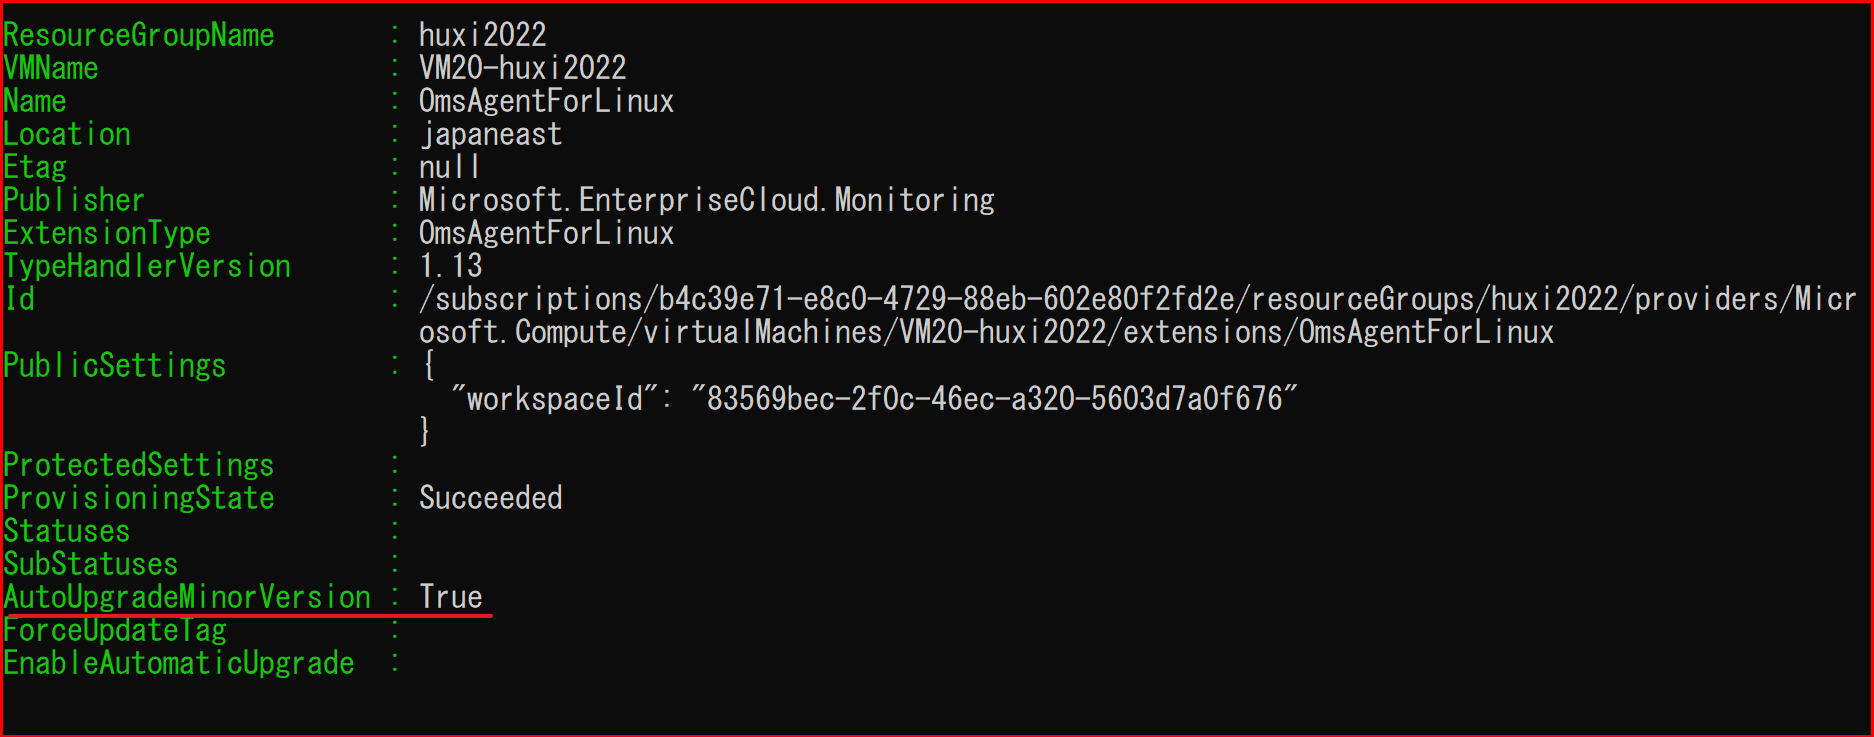 ResourceGroupName : huxi2022
VMName : VM20-huxi2022
Name : OmsAgentForLinux
Location : japaneast
Etag : null
Publisher : Microsoft.EnterpriseCloud.Monitoring
ExtensionType : OmsAgentForLinux
TypeHandlerVersion : 1.13
Id : /subscriptions/b4c39e71-e8c0-4729-88eb-602e80f2fd2e/resourceGroups/huxi2022/providers/Micr
osoft.Compute/virtualMachines/VM20-huxi2022/extensions/OmsAgentForLinux
PublicSettings : {
"workspaceId": "83569bec-2f0c-46ec-a320-5603d7a0f676"
}
ProtectedSettings :
ProvisioningState : Succeeded
Statuses :
SubStatuses :
AutoUpgradeMinorVersion : True
ForceUpdateTag :
EnableAutomaticUpgrade :